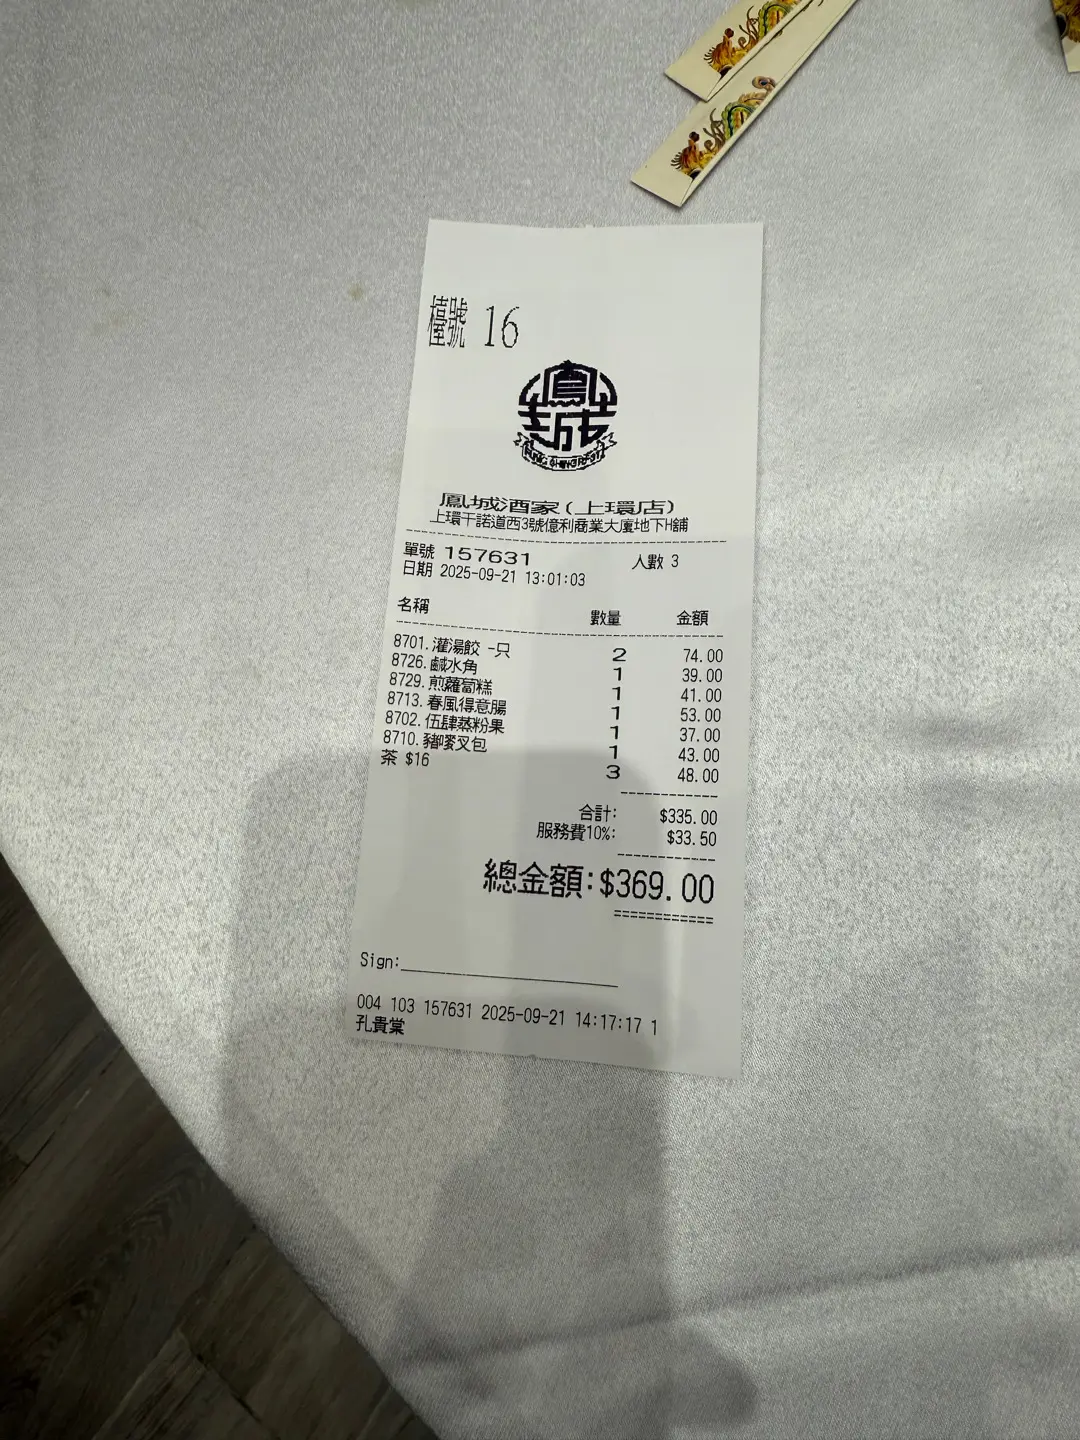 檯號 16
鳳城
鳳城酒家(上環店)
上環干諾道西3號億利商業大廈地下H鋪
單號 157631 人數 3
日期 2025-09-21 13:01:03
名稱 數量 金額
8701.灌湯餃 -只 2 74.00
8726.鹹水角 1 39.00
8729.煎蘿蔔糕 1 41.00
8713.春風得意腸 1 53.00
8702.伍肆蒸粉果 1 37.00
8710.豬嘜叉包 1 43.00
茶 $16 3 48.00
合計: $335.00
服務費10%: $33.50
總金額:$369.00
Sign:
004 103 157631 2025-09-21 14:17:17 1
孔貴棠